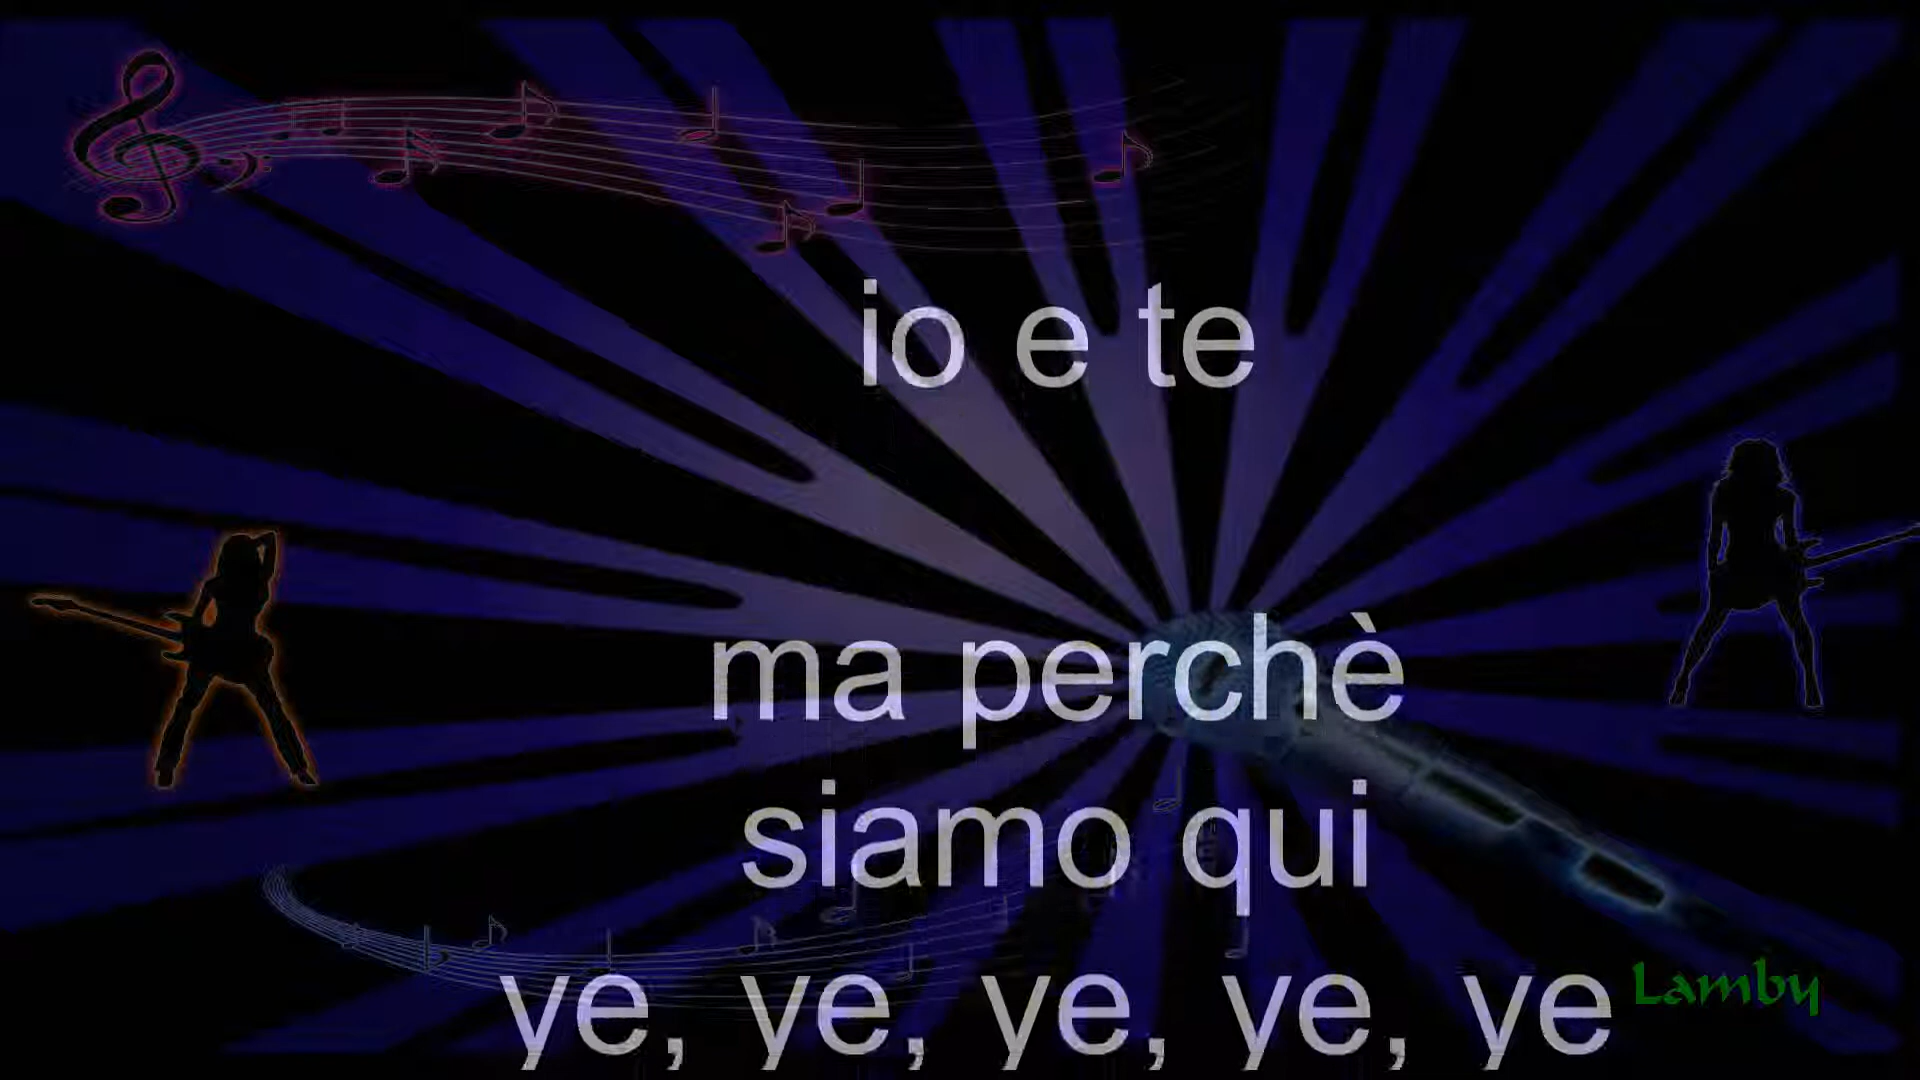 io e te
ma perchè
siamo qui
ye, ye, ye, ye, ye
Lamby